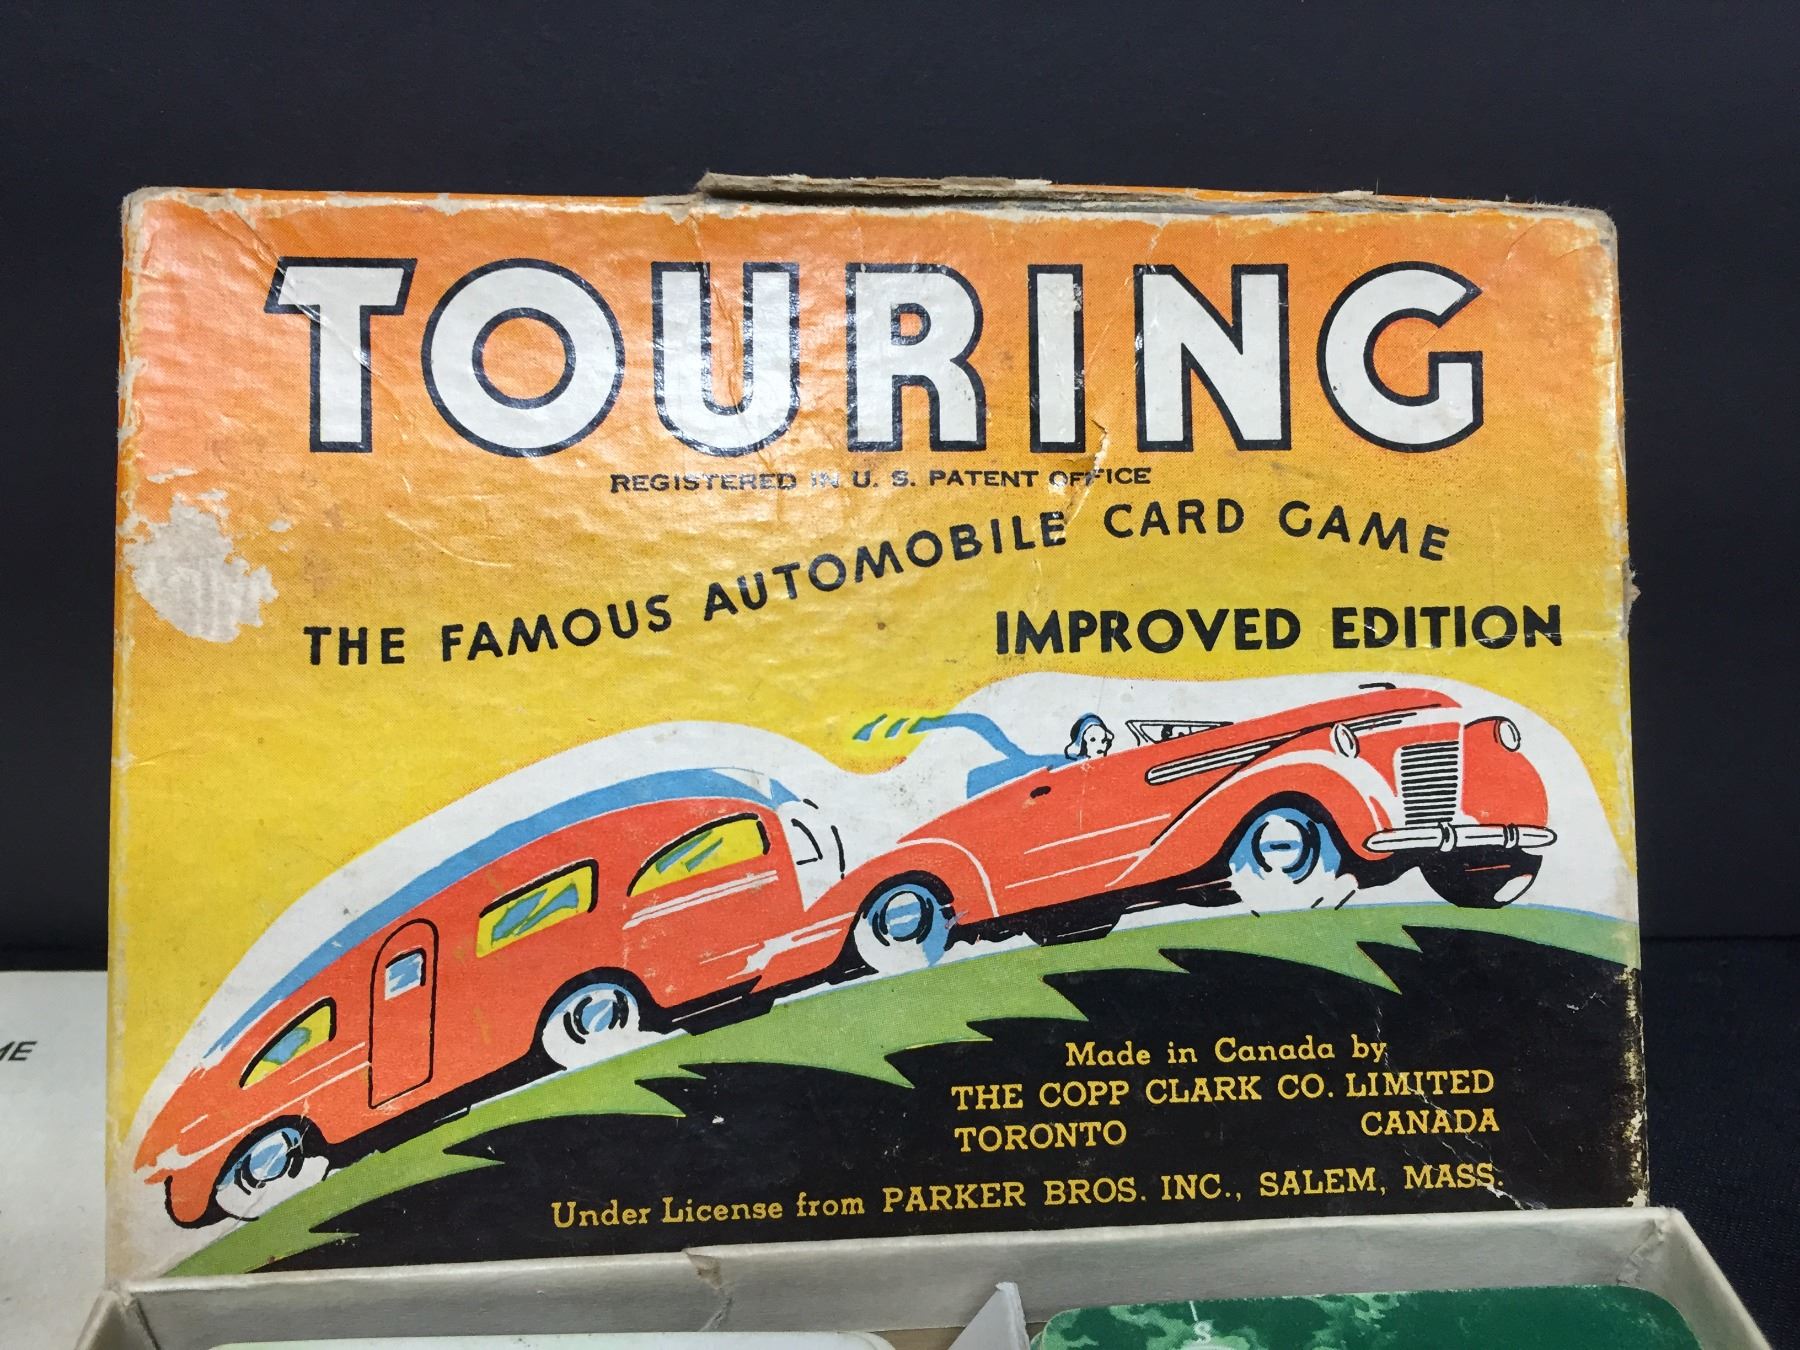 TOURING
REGISTERED IN U. S. PATENT OFFICE
THE FAMOUS AUTOMOBILE CARD GAME
IMPROVED EDITION
Made in Canada by
THE COPP CLARK CO. LIMITED
TORONTO CANADA
Under License from PARKER BROS. INC., SALEM, MASS.
S